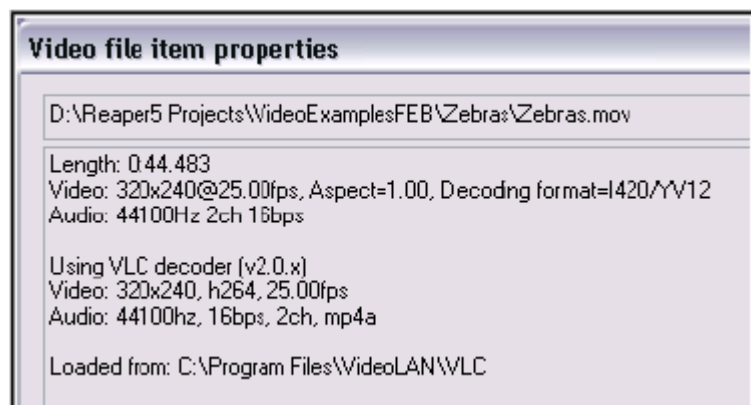 Video file item properties
D:\Reaper5 Projects\VideoExamplesFEB\Zebras\Zebras.mov
Length: 0:44.483
Video: 320x240@25.00fps, Aspect=1.00, Decoding format=I420/YV12
Audio: 44100Hz 2ch 16bps
Using VLC decoder (v2.0.x)
Video: 320x240, h264, 25.00fps
Audio: 44100hz, 16bps, 2ch, mp4a
Loaded from: C:\Program Files\VideoLAN\VLC